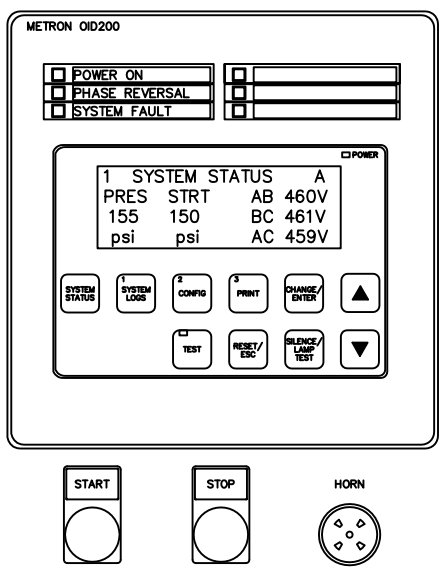 METRON OID200
POWER ON
PHASE REVERSAL
SYSTEM FAULT
POWER
1 SYSTEM STATUS A
PRES STRT AB 460V
155 150 BC 461V
psi psi AC 459V
SYSTEM
STATUS
1
SYSTEM
LOGS
2
CONFIG
3
PRINT
CHANGE/
ENTER
TEST
RESET/
ESC
SILENCE/
LAMP
TEST
START
STOP
HORN